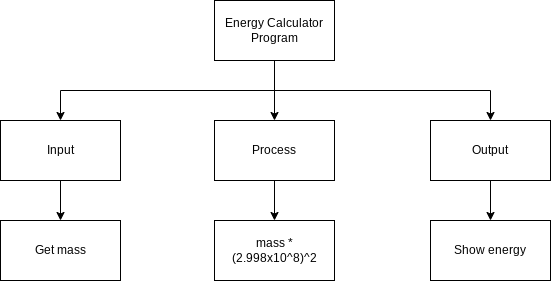 Energy Calculator
Program
Input
Process
Output
Get mass
mass *
(2.998x10^8)^2
Show energy